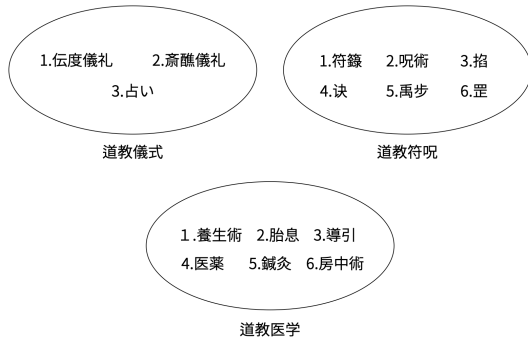 1.伝度儀礼 2.斎醮儀礼
3.占い
道教儀式
1.符籙 2.呪術 3.掐
4.诀 5.禹步 6.罡
道教符呪
１.養生術 2.胎息 3.導引
4.医薬 5.鍼灸 6.房中術
道教医学